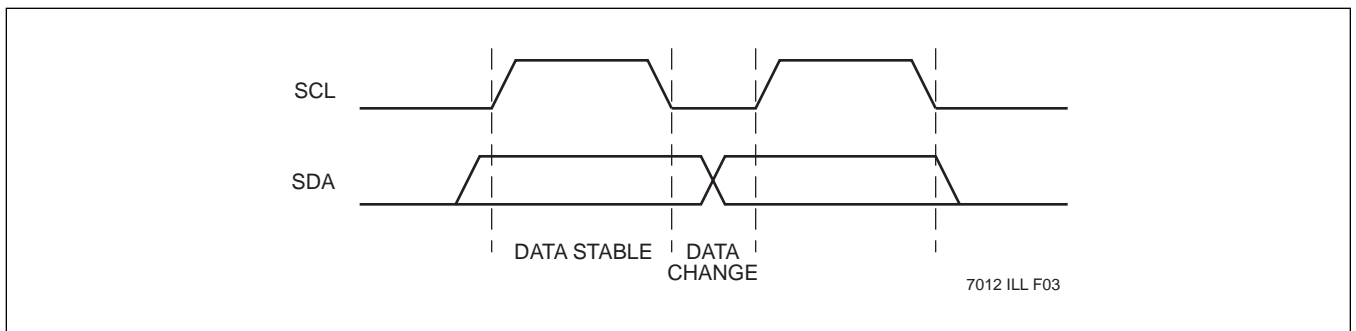 SCL
SDA
DATA STABLE
DATA
CHANGE
7012 ILL F03